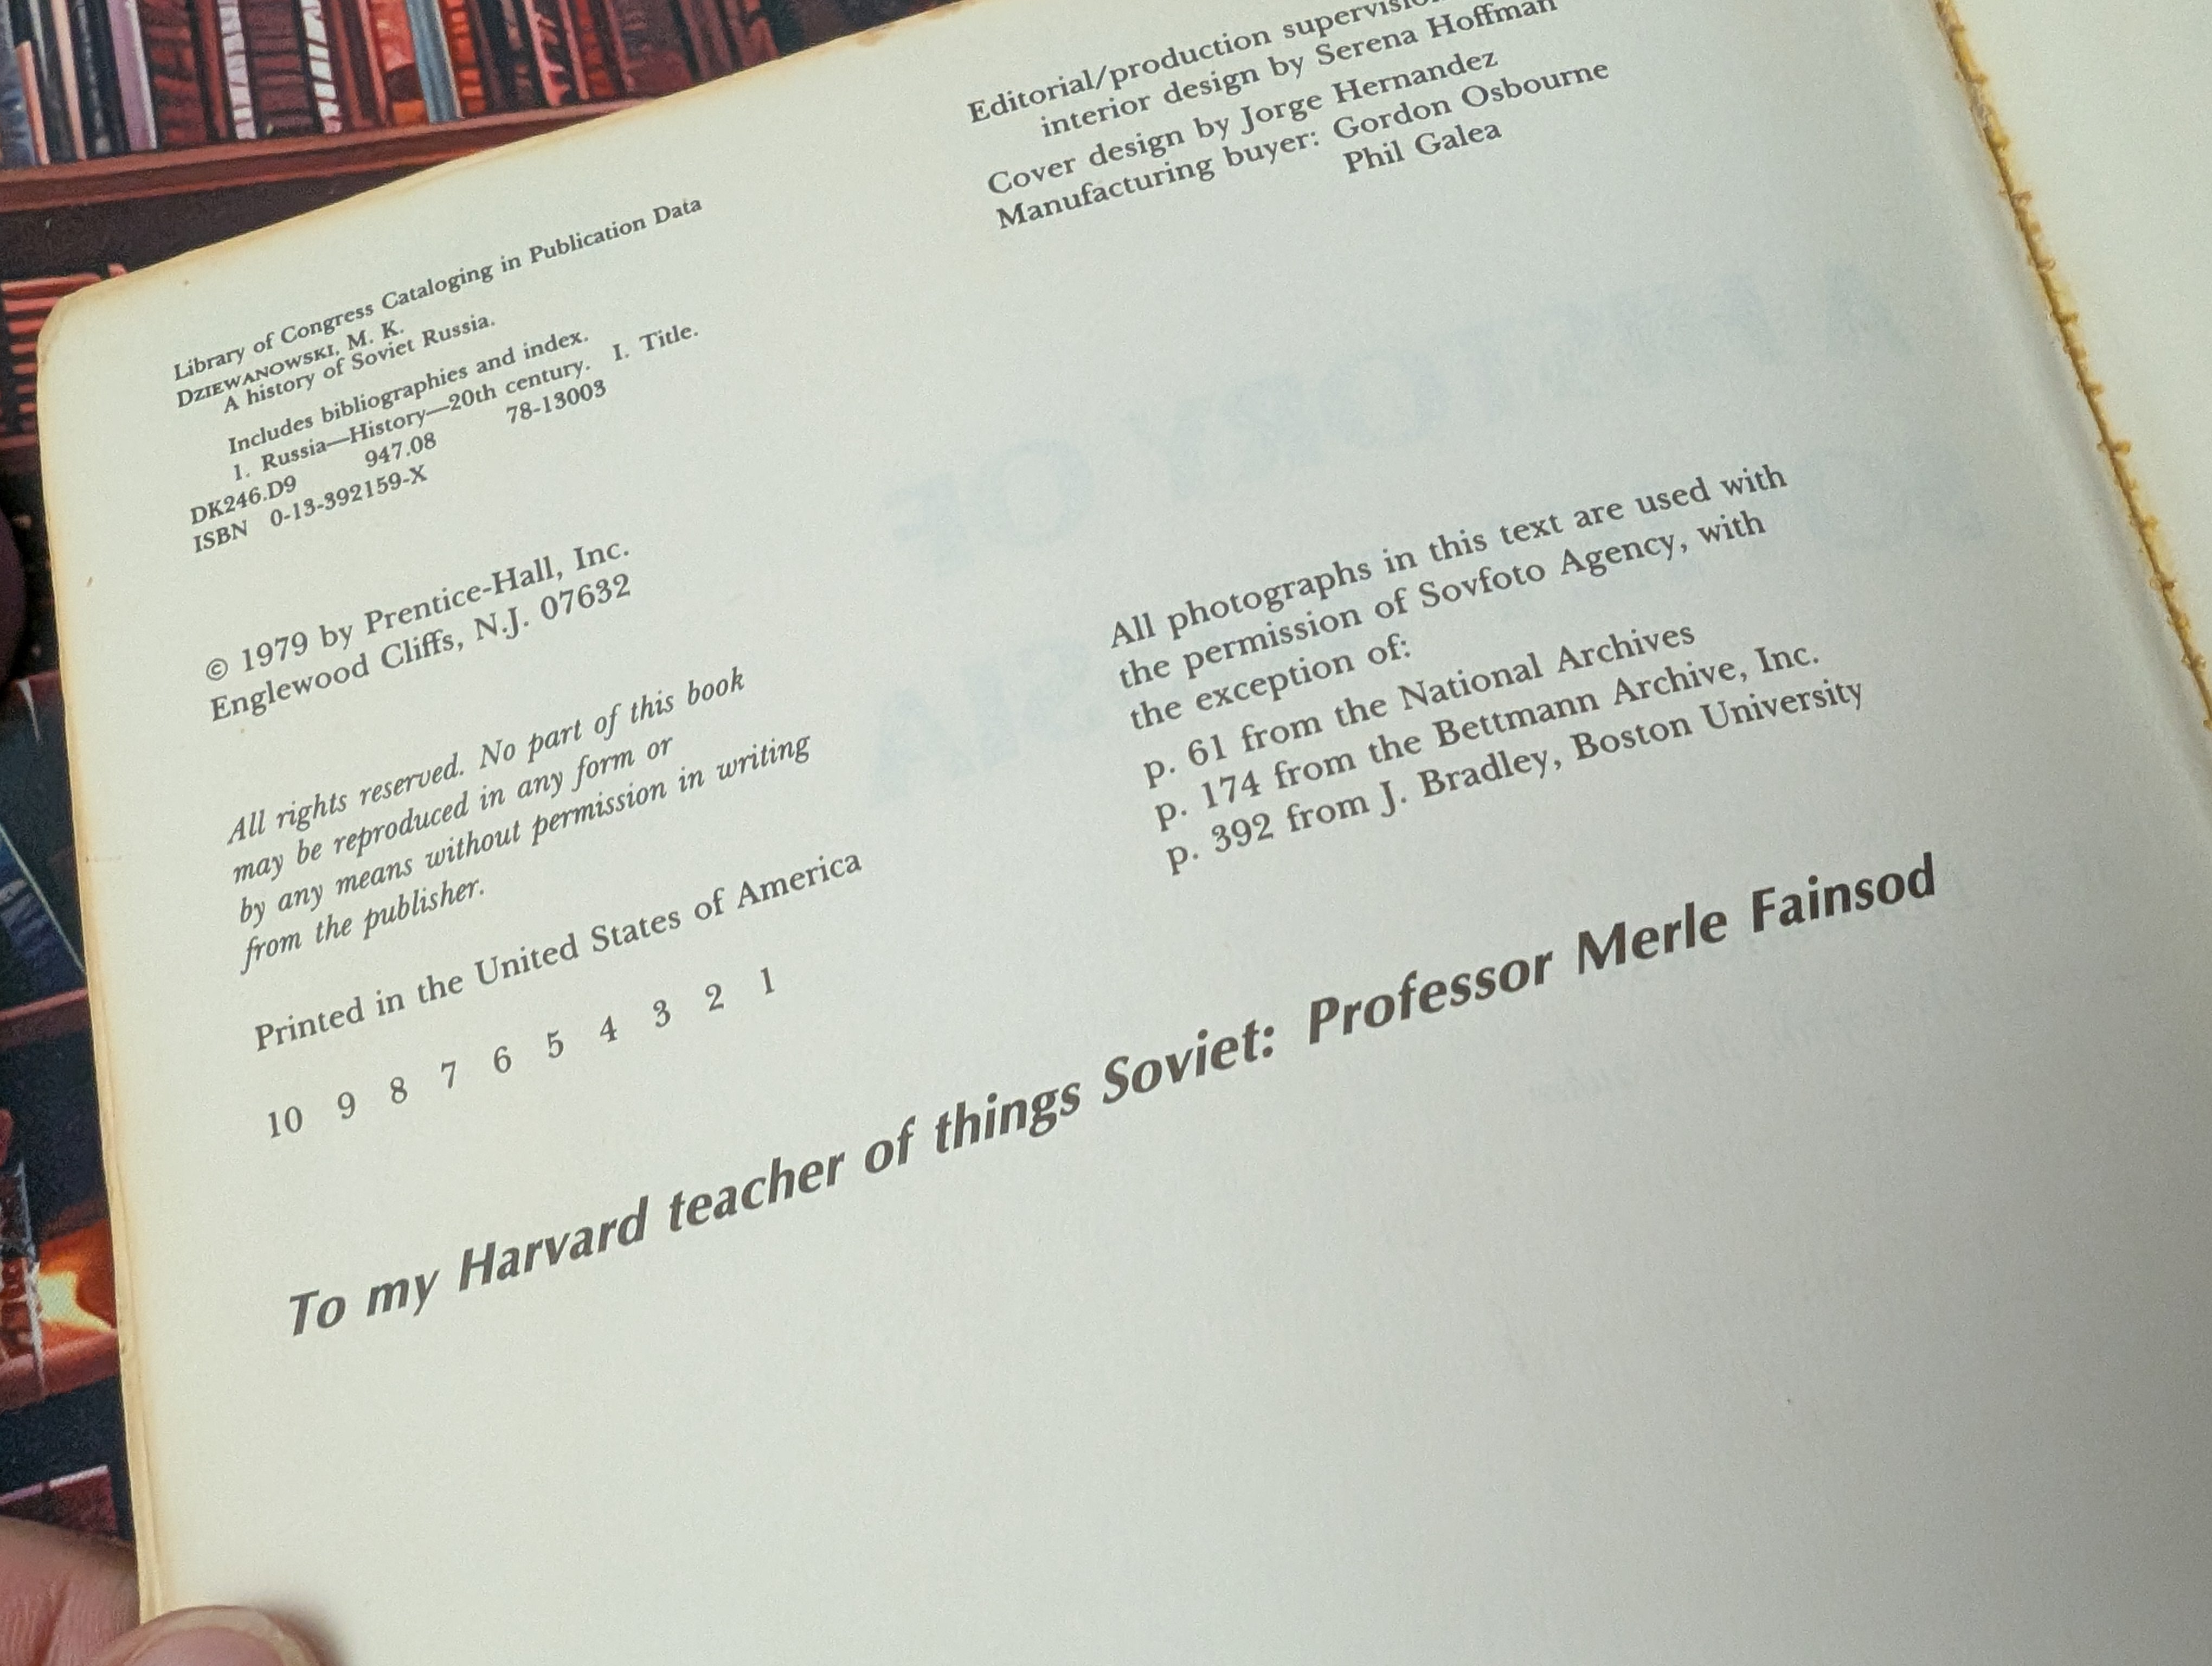 Editorial/production supervision
interior design by Serena Hoffman
Cover design by Jorge Hernandez
Manufacturing buyer: Gordon Osbourne
Phil Galea
Library of Congress Cataloging in Publication Data
DZIEWANOWSKI, M. K.
A history of Soviet Russia.
Includes bibliographies and index.
1. Russia—History—20th century. I. Title.
DK246.D9 947.08 78-13003
ISBN 0-13-392159-X
© 1979 by Prentice-Hall, Inc.
Englewood Cliffs, N.J. 07632
All rights reserved. No part of this book
may be reproduced in any form or
by any means without permission in writing
from the publisher.
Printed in the United States of America
10 9 8 7 6 5 4 3 2 1
All photographs in this text are used with
the permission of Sovfoto Agency, with
the exception of:
p. 61 from the National Archives
p. 174 from the Bettmann Archive, Inc.
p. 392 from J. Bradley, Boston University
To my Harvard teacher of things Soviet: Professor Merle Fainsod